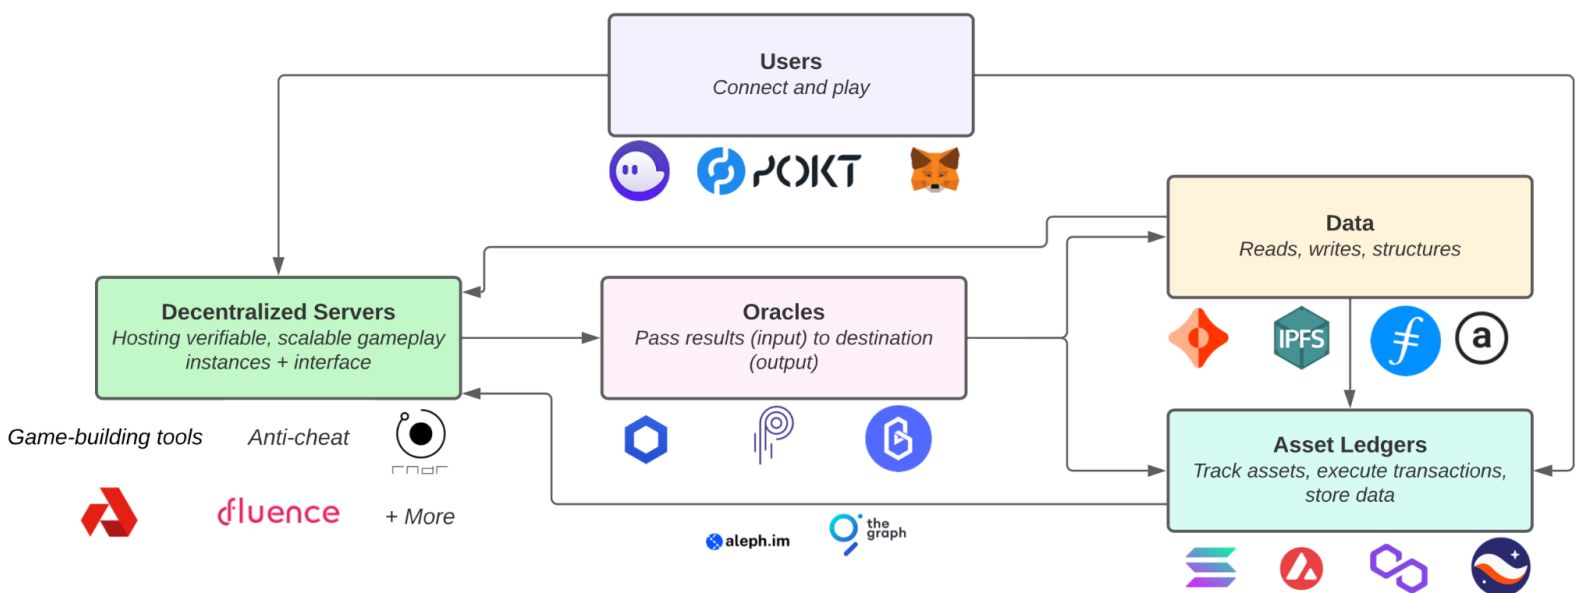 Users
Connect and play
POKT
Data
Reads, writes, structures
Decentralized Servers
Hosting verifiable, scalable gameplay
instances + interface
Oracles
Pass results (input) to destination
(output)
IPFS
a
Game-building tools
Anti-cheat
rndr
fluence
+ More
Asset Ledgers
Track assets, execute transactions,
store data
aleph.im
the
graph